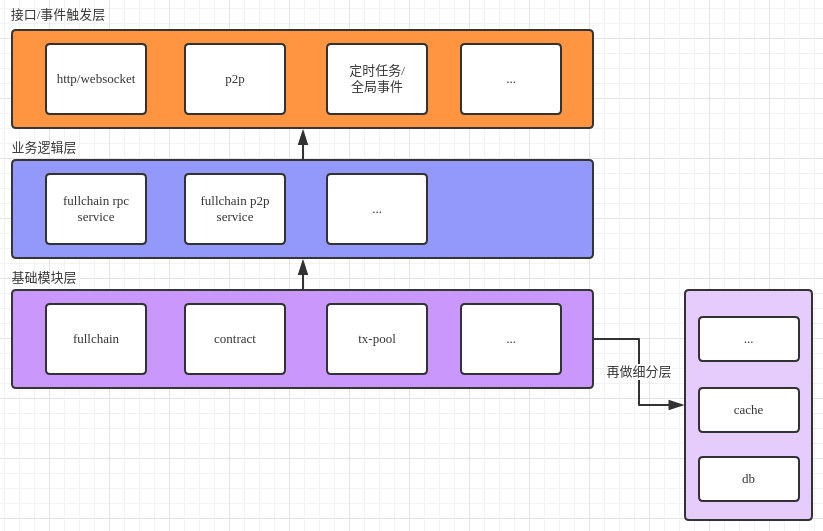 接口/事件触发层
http/websocket
p2p
定时任务/
全局事件
...
业务逻辑层
fullchain rpc
service
fullchain p2p
service
...
基础模块层
fullchain
contract
tx-pool
...
再做细分层
...
cache
db